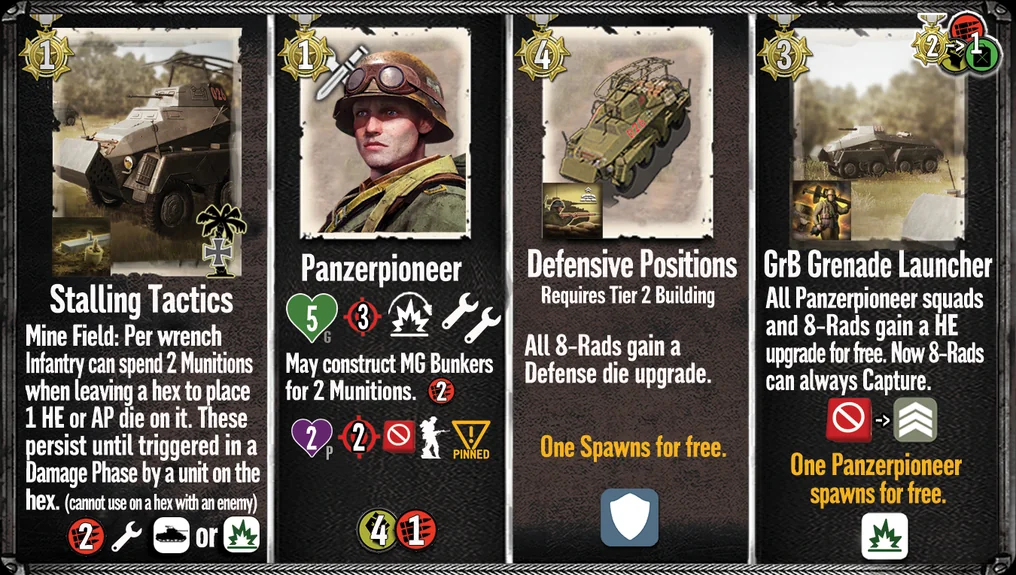 1
Stalling Tactics
Mine Field: Per wrench
Infantry can spend 2 Munitions
when leaving a hex to place
1 HE or AP die on it. These
persist until triggered in a
Damage Phase by a unit on the
hex. (cannot use on a hex with an enemy)
2 or
1
Panzerpioneer
5 G 3
May construct MG Bunkers
for 2 Munitions. 2
2 P 2 PINNED
4 1
4
Defensive Positions
Requires Tier 2 Building
All 8-Rads gain a
Defense die upgrade.
One Spawns for free.
3
2 -> 1
GrB Grenade Launcher
All Panzerpioneer squads
and 8-Rads gain a HE
upgrade for free. Now 8-Rads
can always Capture.
->
One Panzerpioneer
spawns for free.